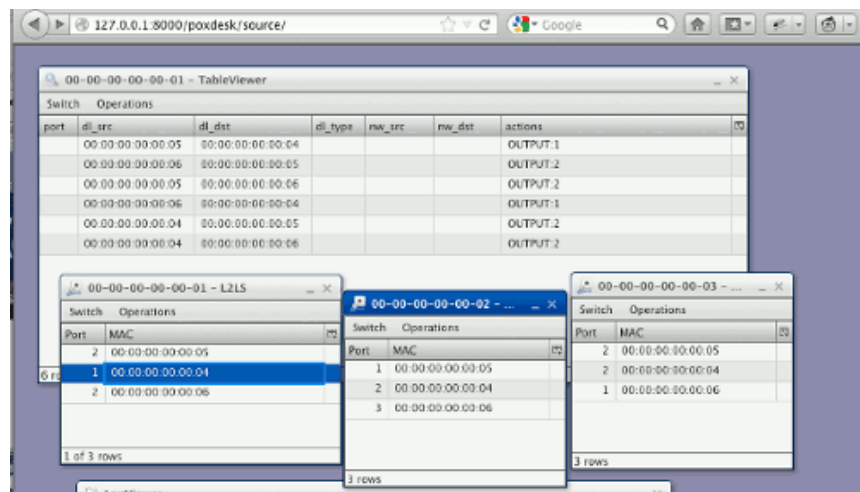 127.0.0.1:8000/poxdesk/source/ Google
00-00-00-00-00-01 - TableViewer
Switch Operations
port dl_src dl_dst dl_type nw_src nw_dst actions
00:00:00:00:00:05 00:00:00:00:00:04 OUTPUT:1
00:00:00:00:00:06 00:00:00:00:00:05 OUTPUT:2
00:00:00:00:00:05 00:00:00:00:00:06 OUTPUT:2
00:00:00:00:00:06 00:00:00:00:00:04 OUTPUT:1
00:00:00:00:00:04 00:00:00:00:00:05 OUTPUT:2
00:00:00:00:00:04 00:00:00:00:00:06 OUTPUT:2
00-00-00-00-00-01 - L2LS
Switch Operations
Port MAC
2 00:00:00:00:00:05
1 00:00:00:00:00:04
2 00:00:00:00:00:06
1 of 3 rows
00-00-00-00-00-02 - ...
Switch Operations
Port MAC
1 00:00:00:00:00:05
2 00:00:00:00:00:04
3 00:00:00:00:00:06
3 rows
00-00-00-00-00-03 - ...
Switch Operations
Port MAC
2 00:00:00:00:00:05
2 00:00:00:00:00:04
1 00:00:00:00:00:06
3 rows